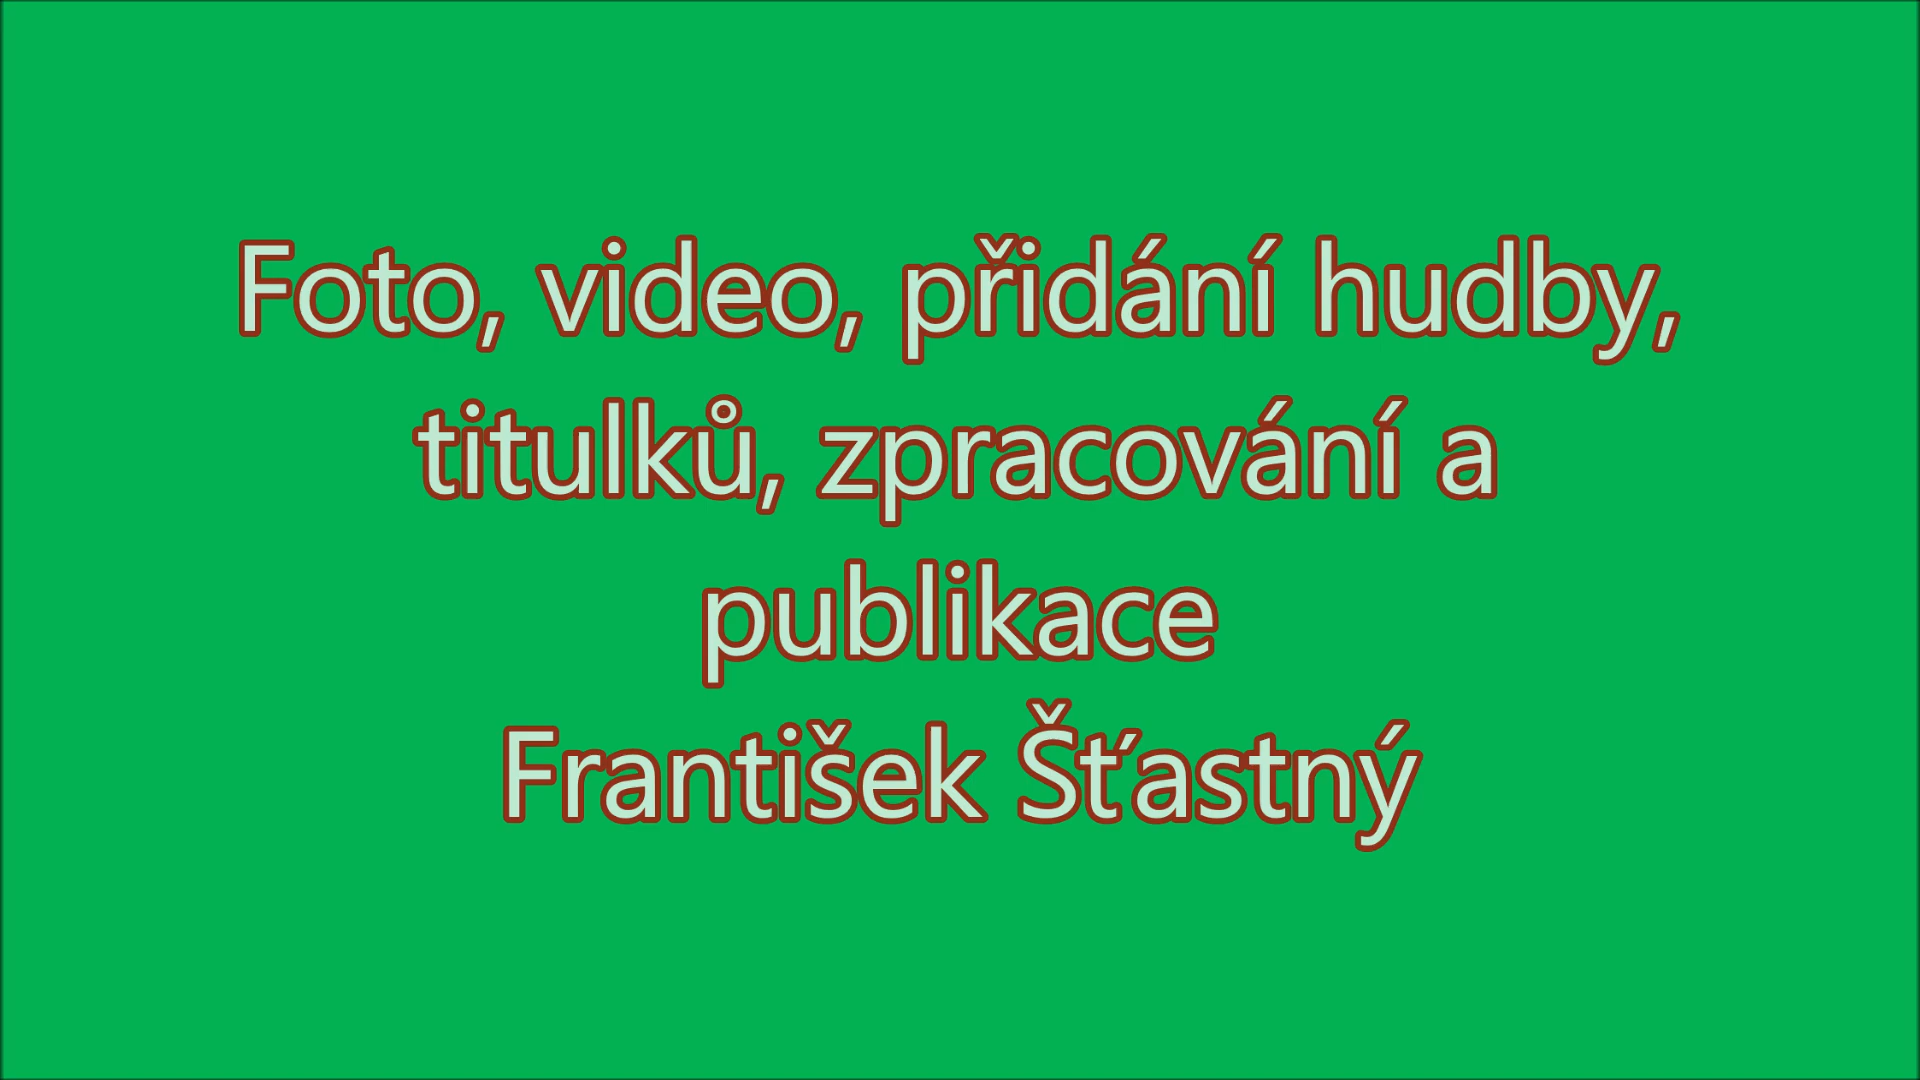 Foto, video, přidání hudby,
titulků, zpracování a
publikace
František Šťastný